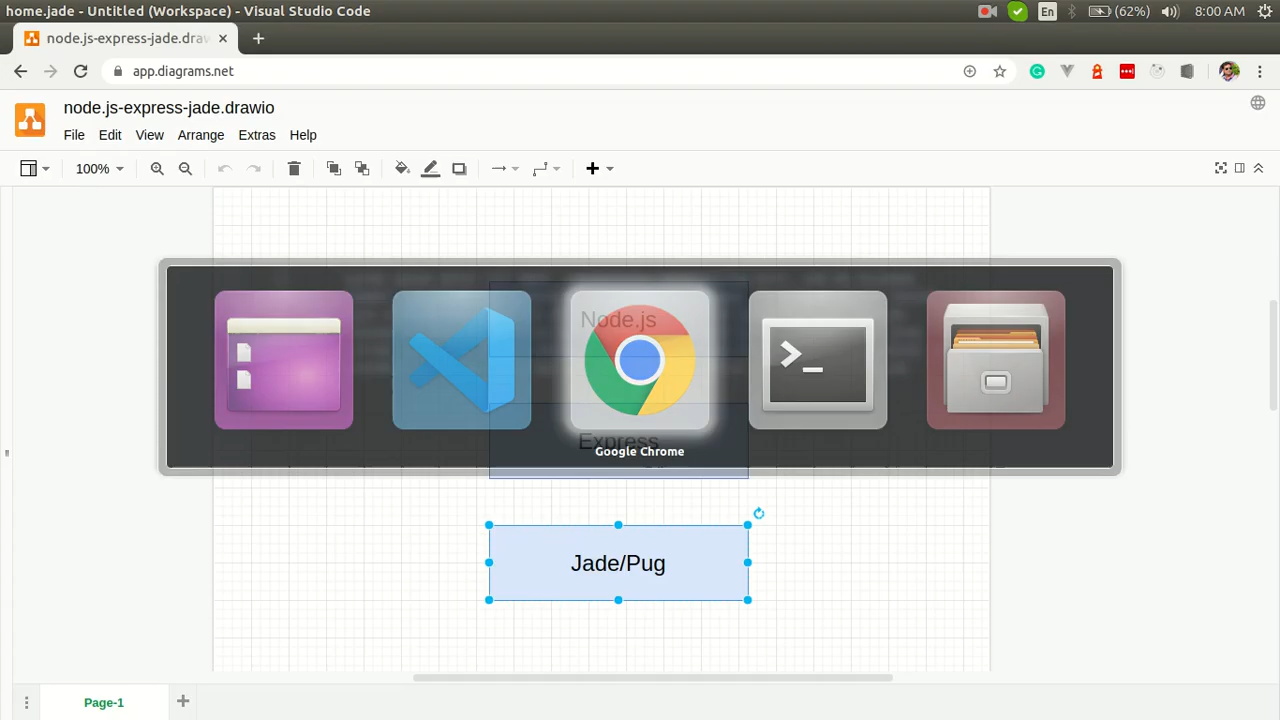 home.jade - Untitled (Workspace) - Visual Studio Code
En
(62%)
8:00 AM
node.js-express-jade.draw
app.diagrams.net
node.js-express-jade.drawio
File Edit View Arrange Extras Help
100%
Node.js
Express
Google Chrome
Jade/Pug
Page-1